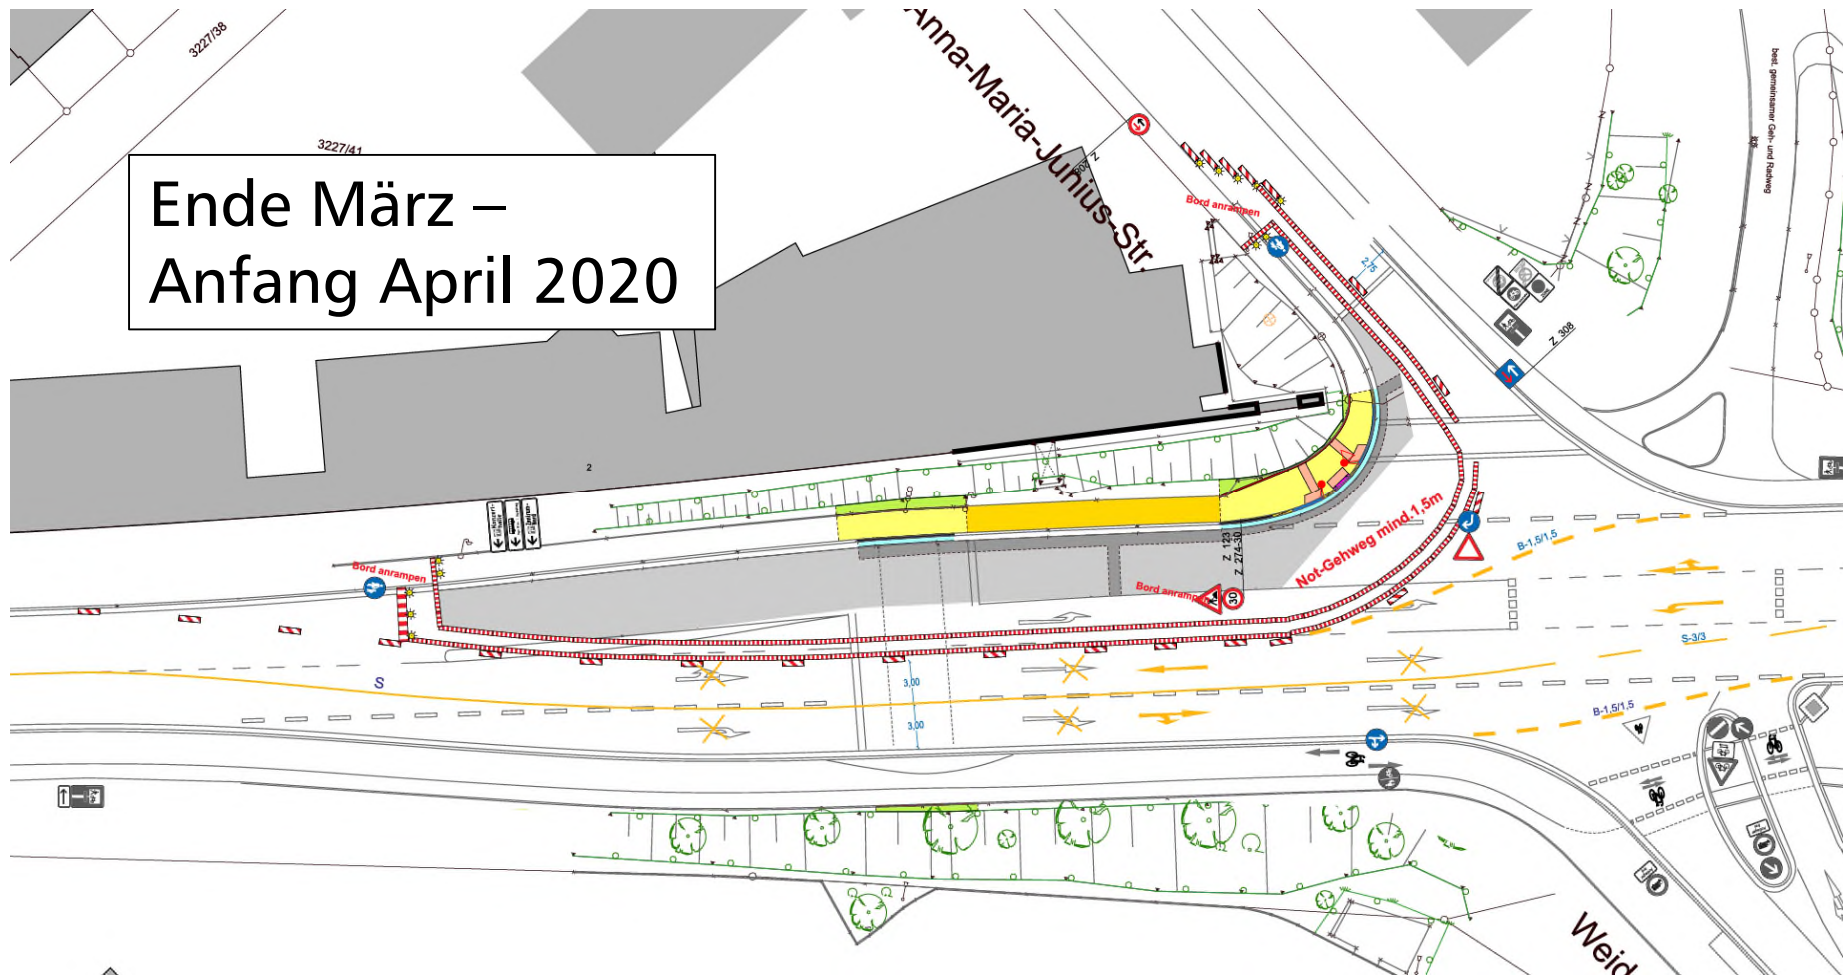 3227/38
3227/41
Ende März –
Anfang April 2020
Anna-Maria-Junius-Str.
Z 208
Bord anrampen
2,75
Z 308
best. gemeinsamer Geh- und Radweg
2
Bord anrampen
Z 123
Z 274-30
Bord anrampen
30
Not-Gehweg mind.1,5m
B-1,5/1,5
S-3/3
S
3,00
3,00
B-1,5/1,5
Weid